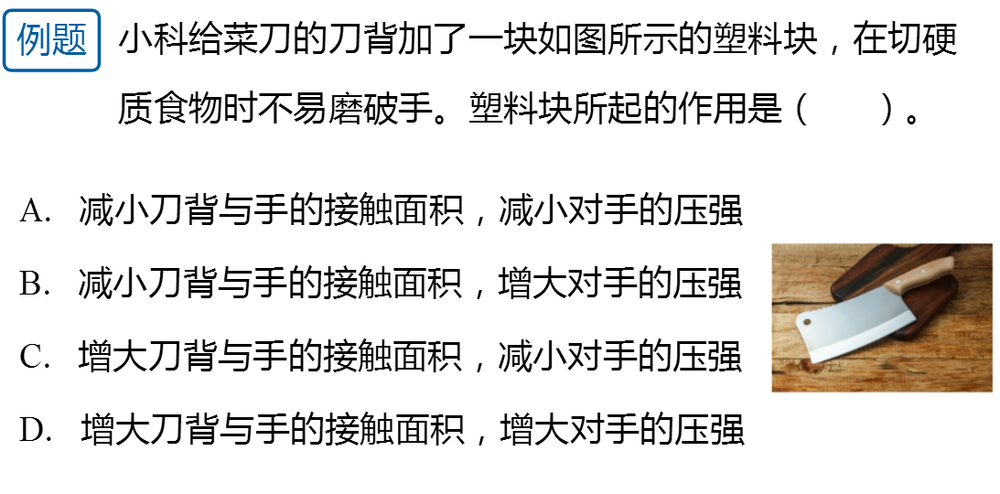 例题 小科给菜刀的刀背加了一块如图所示的塑料块，在切硬
质食物时不易磨破手。塑料块所起的作用是（　　）。
A. 减小刀背与手的接触面积，减小对手的压强
B. 减小刀背与手的接触面积，增大对手的压强
C. 增大刀背与手的接触面积，减小对手的压强
D. 增大刀背与手的接触面积，增大对手的压强